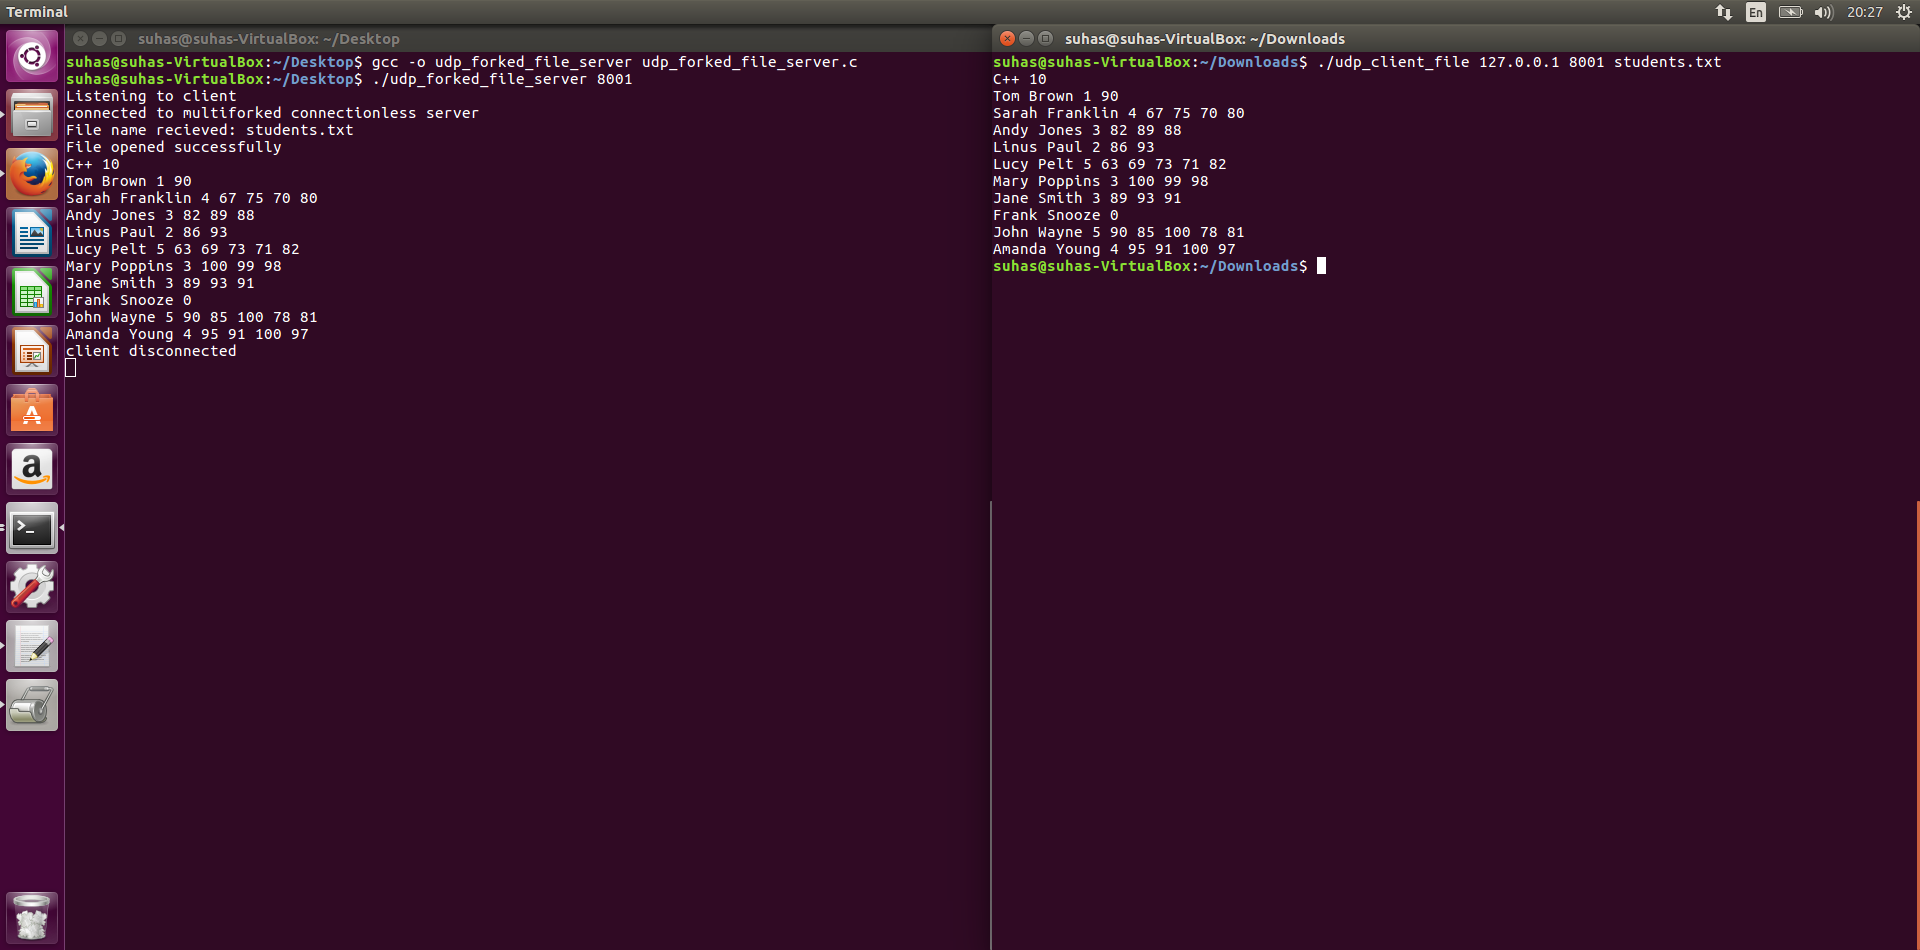 Terminal
En
20:27
suhas@suhas-VirtualBox: ~/Desktop
suhas@suhas-VirtualBox:~/Desktop$ gcc -o udp_forked_file_server udp_forked_file_server.c
suhas@suhas-VirtualBox:~/Desktop$ ./udp_forked_file_server 8001
Listening to client
connected to multiforked connectionless server
File name recieved: students.txt
File opened successfully
C++ 10
Tom Brown 1 90
Sarah Franklin 4 67 75 70 80
Andy Jones 3 82 89 88
Linus Paul 2 86 93
Lucy Pelt 5 63 69 73 71 82
Mary Poppins 3 100 99 98
Jane Smith 3 89 93 91
Frank Snooze 0
John Wayne 5 90 85 100 78 81
Amanda Young 4 95 91 100 97
client disconnected
suhas@suhas-VirtualBox: ~/Downloads
suhas@suhas-VirtualBox:~/Downloads$ ./udp_client_file 127.0.0.1 8001 students.txt
C++ 10
Tom Brown 1 90
Sarah Franklin 4 67 75 70 80
Andy Jones 3 82 89 88
Linus Paul 2 86 93
Lucy Pelt 5 63 69 73 71 82
Mary Poppins 3 100 99 98
Jane Smith 3 89 93 91
Frank Snooze 0
John Wayne 5 90 85 100 78 81
Amanda Young 4 95 91 100 97
suhas@suhas-VirtualBox:~/Downloads$